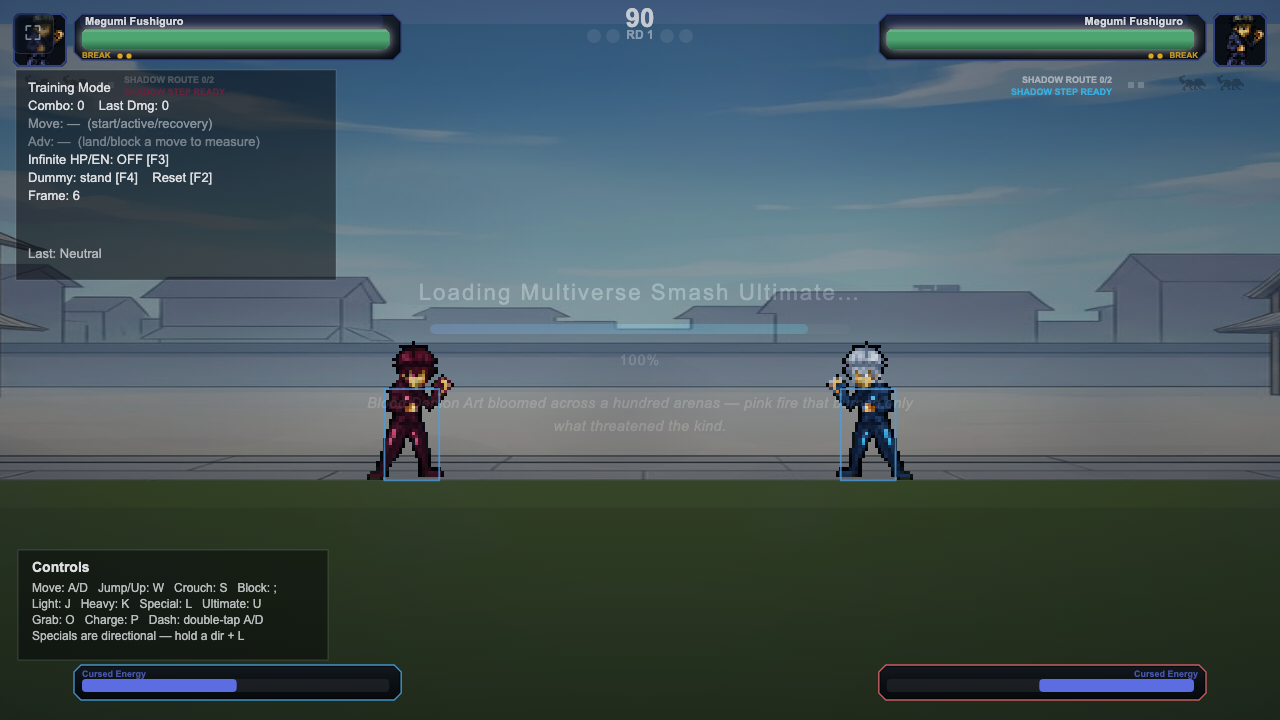 Megumi Fushiguro
90
RD 1
Megumi Fushiguro
BREAK
BREAK
SHADOW ROUTE 0/2
SHADOW STEP READY
SHADOW ROUTE 0/2
SHADOW STEP READY
Training Mode
Combo: 0 Last Dmg: 0
Move: — (start/active/recovery)
Adv: — (land/block a move to measure)
Infinite HP/EN: OFF [F3]
Dummy: stand [F4] Reset [F2]
Frame: 6
Last: Neutral
Loading Multiverse Smash Ultimate...
100%
Art bloomed across a hundred arenas — pink fire that only
what threatened the kind.
Controls
Move: A/D Jump/Up: W Crouch: S Block: ;
Light: J Heavy: K Special: L Ultimate: U
Grab: O Charge: P Dash: double-tap A/D
Specials are directional — hold a dir + L
Cursed Energy
Cursed Energy